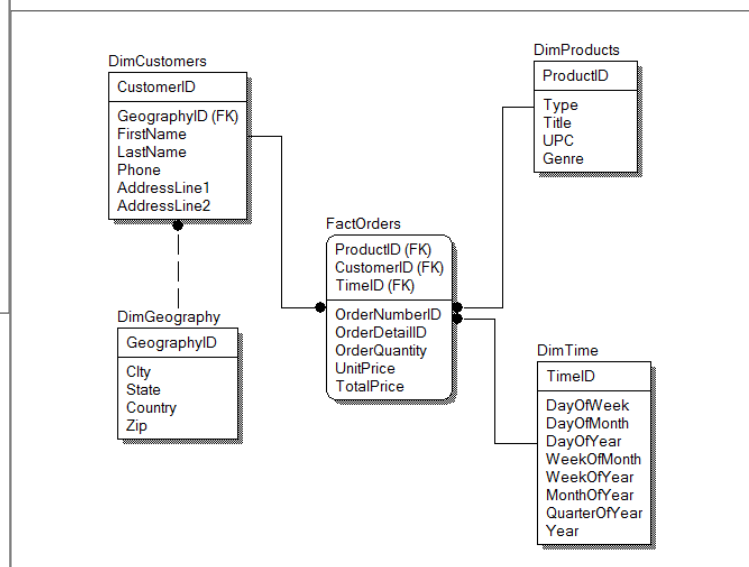 DimCustomers
CustomerID
GeographyID (FK)
FirstName
LastName
Phone
AddressLine1
AddressLine2
DimProducts
ProductID
Type
Title
UPC
Genre
FactOrders
ProductID (FK)
CustomerID (FK)
TimeID (FK)
OrderNumberID
OrderDetailID
OrderQuantity
UnitPrice
TotalPrice
DimGeography
GeographyID
CIty
State
Country
Zip
DimTime
TimeID
DayOfWeek
DayOfMonth
DayOfYear
WeekOfMonth
WeekOfYear
MonthOfYear
QuarterOfYear
Year